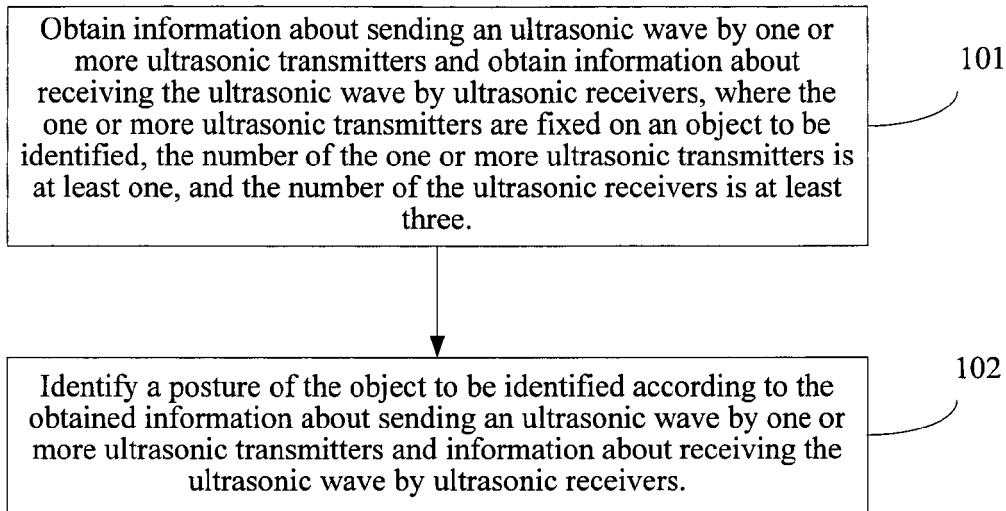 Obtain information about sending an ultrasonic wave by one or
more ultrasonic transmitters and obtain information about
receiving the ultrasonic wave by ultrasonic receivers, where the
one or more ultrasonic transmitters are fixed on an object to be
identified, the number of the one or more ultrasonic transmitters is
at least one, and the number of the ultrasonic receivers is at least
three.
101
Identify a posture of the object to be identified according to the
obtained information about sending an ultrasonic wave by one or
more ultrasonic transmitters and information about receiving the
ultrasonic wave by ultrasonic receivers.
102